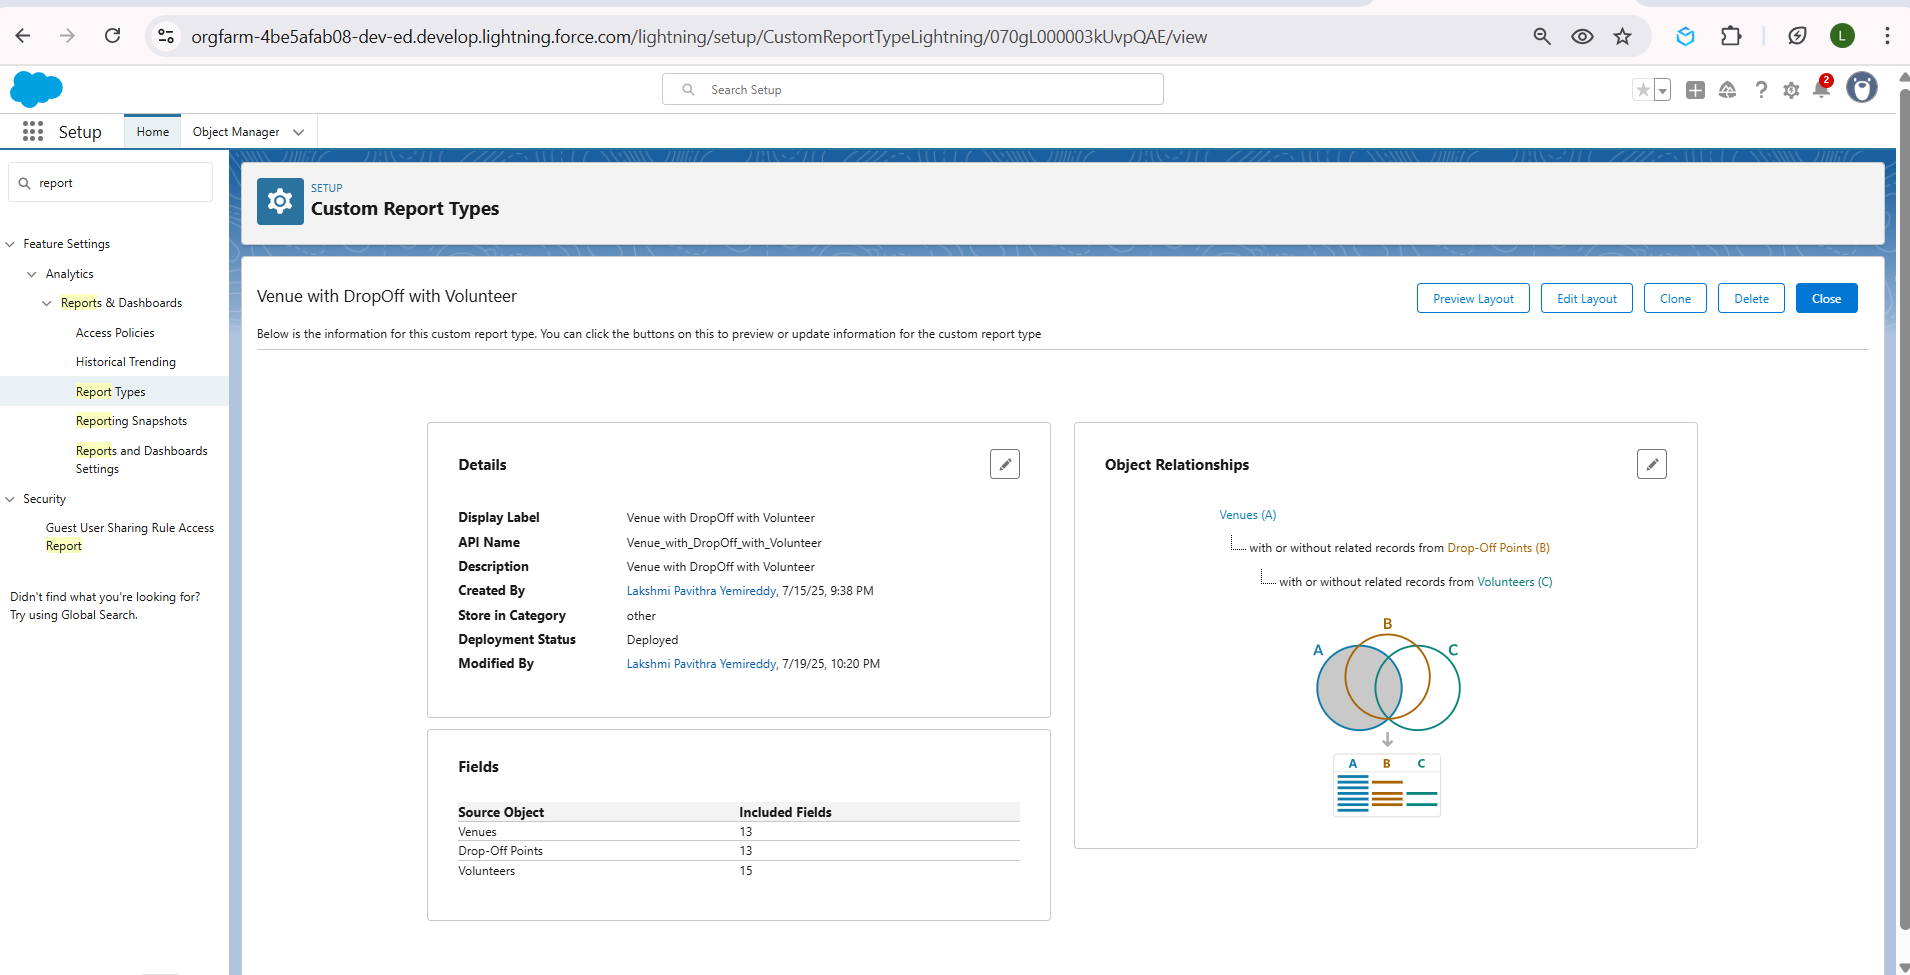 orgfarm-4be5afab08-dev-ed.develop.lightning.force.com/lightning/setup/CustomReportTypeLightning/070gL000003kUvpQAE/view
L
Search Setup
2
Setup
Home
Object Manager
report
Feature Settings
Analytics
Reports & Dashboards
Access Policies
Historical Trending
Report Types
Reporting Snapshots
Reports and Dashboards
Settings
Security
Guest User Sharing Rule Access
Report
Didn't find what you're looking for?
Try using Global Search.
SETUP
Custom Report Types
Venue with DropOff with Volunteer
Preview Layout
Edit Layout
Clone
Delete
Close
Below is the information for this custom report type. You can click the buttons on this to preview or update information for the custom report type
Details
Display Label Venue with DropOff with Volunteer
API Name Venue_with_DropOff_with_Volunteer
Description Venue with DropOff with Volunteer
Created By Lakshmi Pavithra Yemireddy, 7/15/25, 9:38 PM
Store in Category other
Deployment Status Deployed
Modified By Lakshmi Pavithra Yemireddy, 7/19/25, 10:20 PM
Fields
Source Object Included Fields
Venues 13
Drop-Off Points 13
Volunteers 15
Object Relationships
Venues (A)
with or without related records from Drop-Off Points (B)
with or without related records from Volunteers (C)
B
A C
A B C